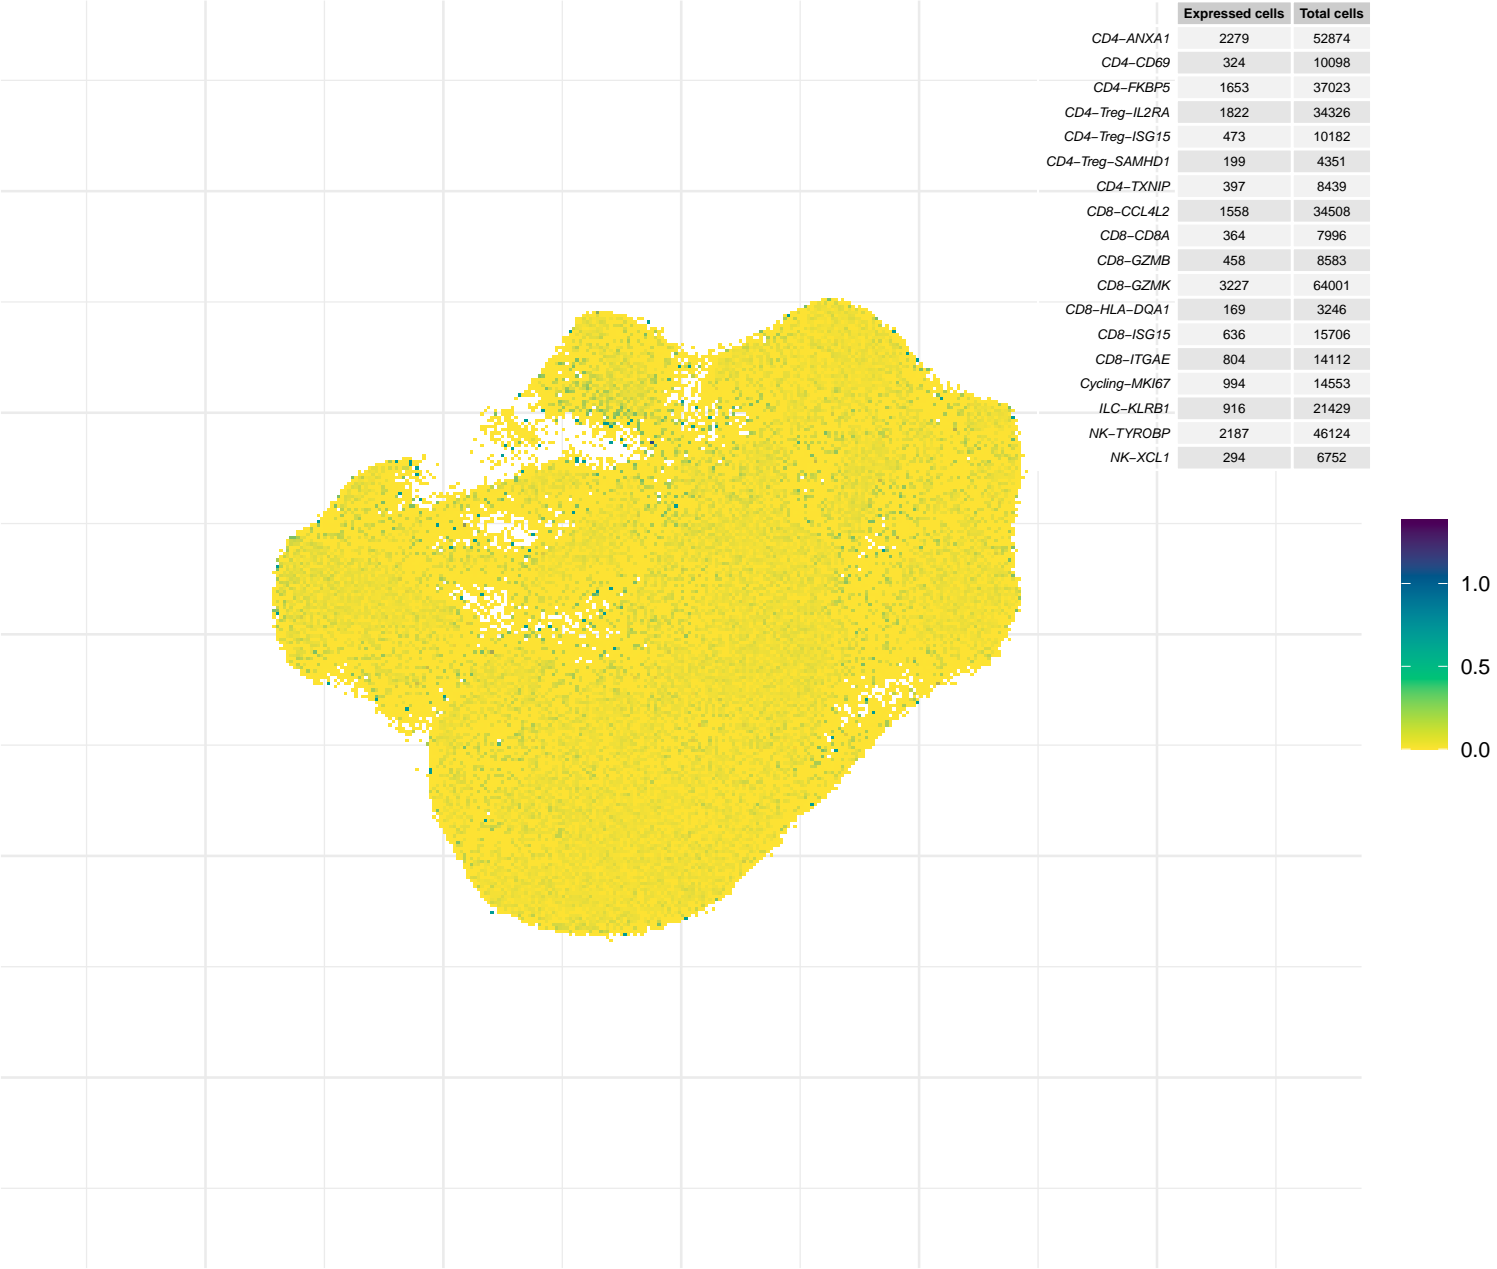 Expressed cells Total cells
CD4−ANXA1 2279 52874
CD4−CD69 324 10098
CD4−FKBP5 1653 37023
CD4−Treg−IL2RA 1822 34326
CD4−Treg−ISG15 473 10182
CD4−Treg−SAMHD1 199 4351
CD4−TXNIP 397 8439
CD8−CCL4L2 1558 34508
CD8−CD8A 364 7996
CD8−GZMB 458 8583
CD8−GZMK 3227 64001
CD8−HLA−DQA1 169 3246
CD8−ISG15 636 15706
CD8−ITGAE 804 14112
Cycling−MKI67 994 14553
ILC−KLRB1 916 21429
NK−TYROBP 2187 46124
NK−XCL1 294 6752
1.0
0.5
0.0